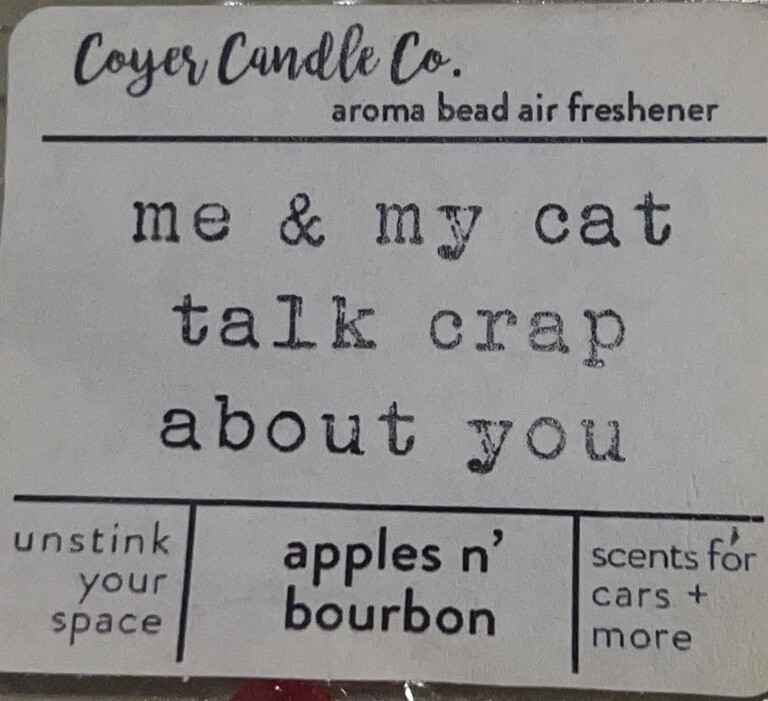 Coyer Candle Co.
aroma bead air freshener
me & my cat
talk crap
about you
unstink
your
space
apples n’
bourbon
scents for
cars +
more